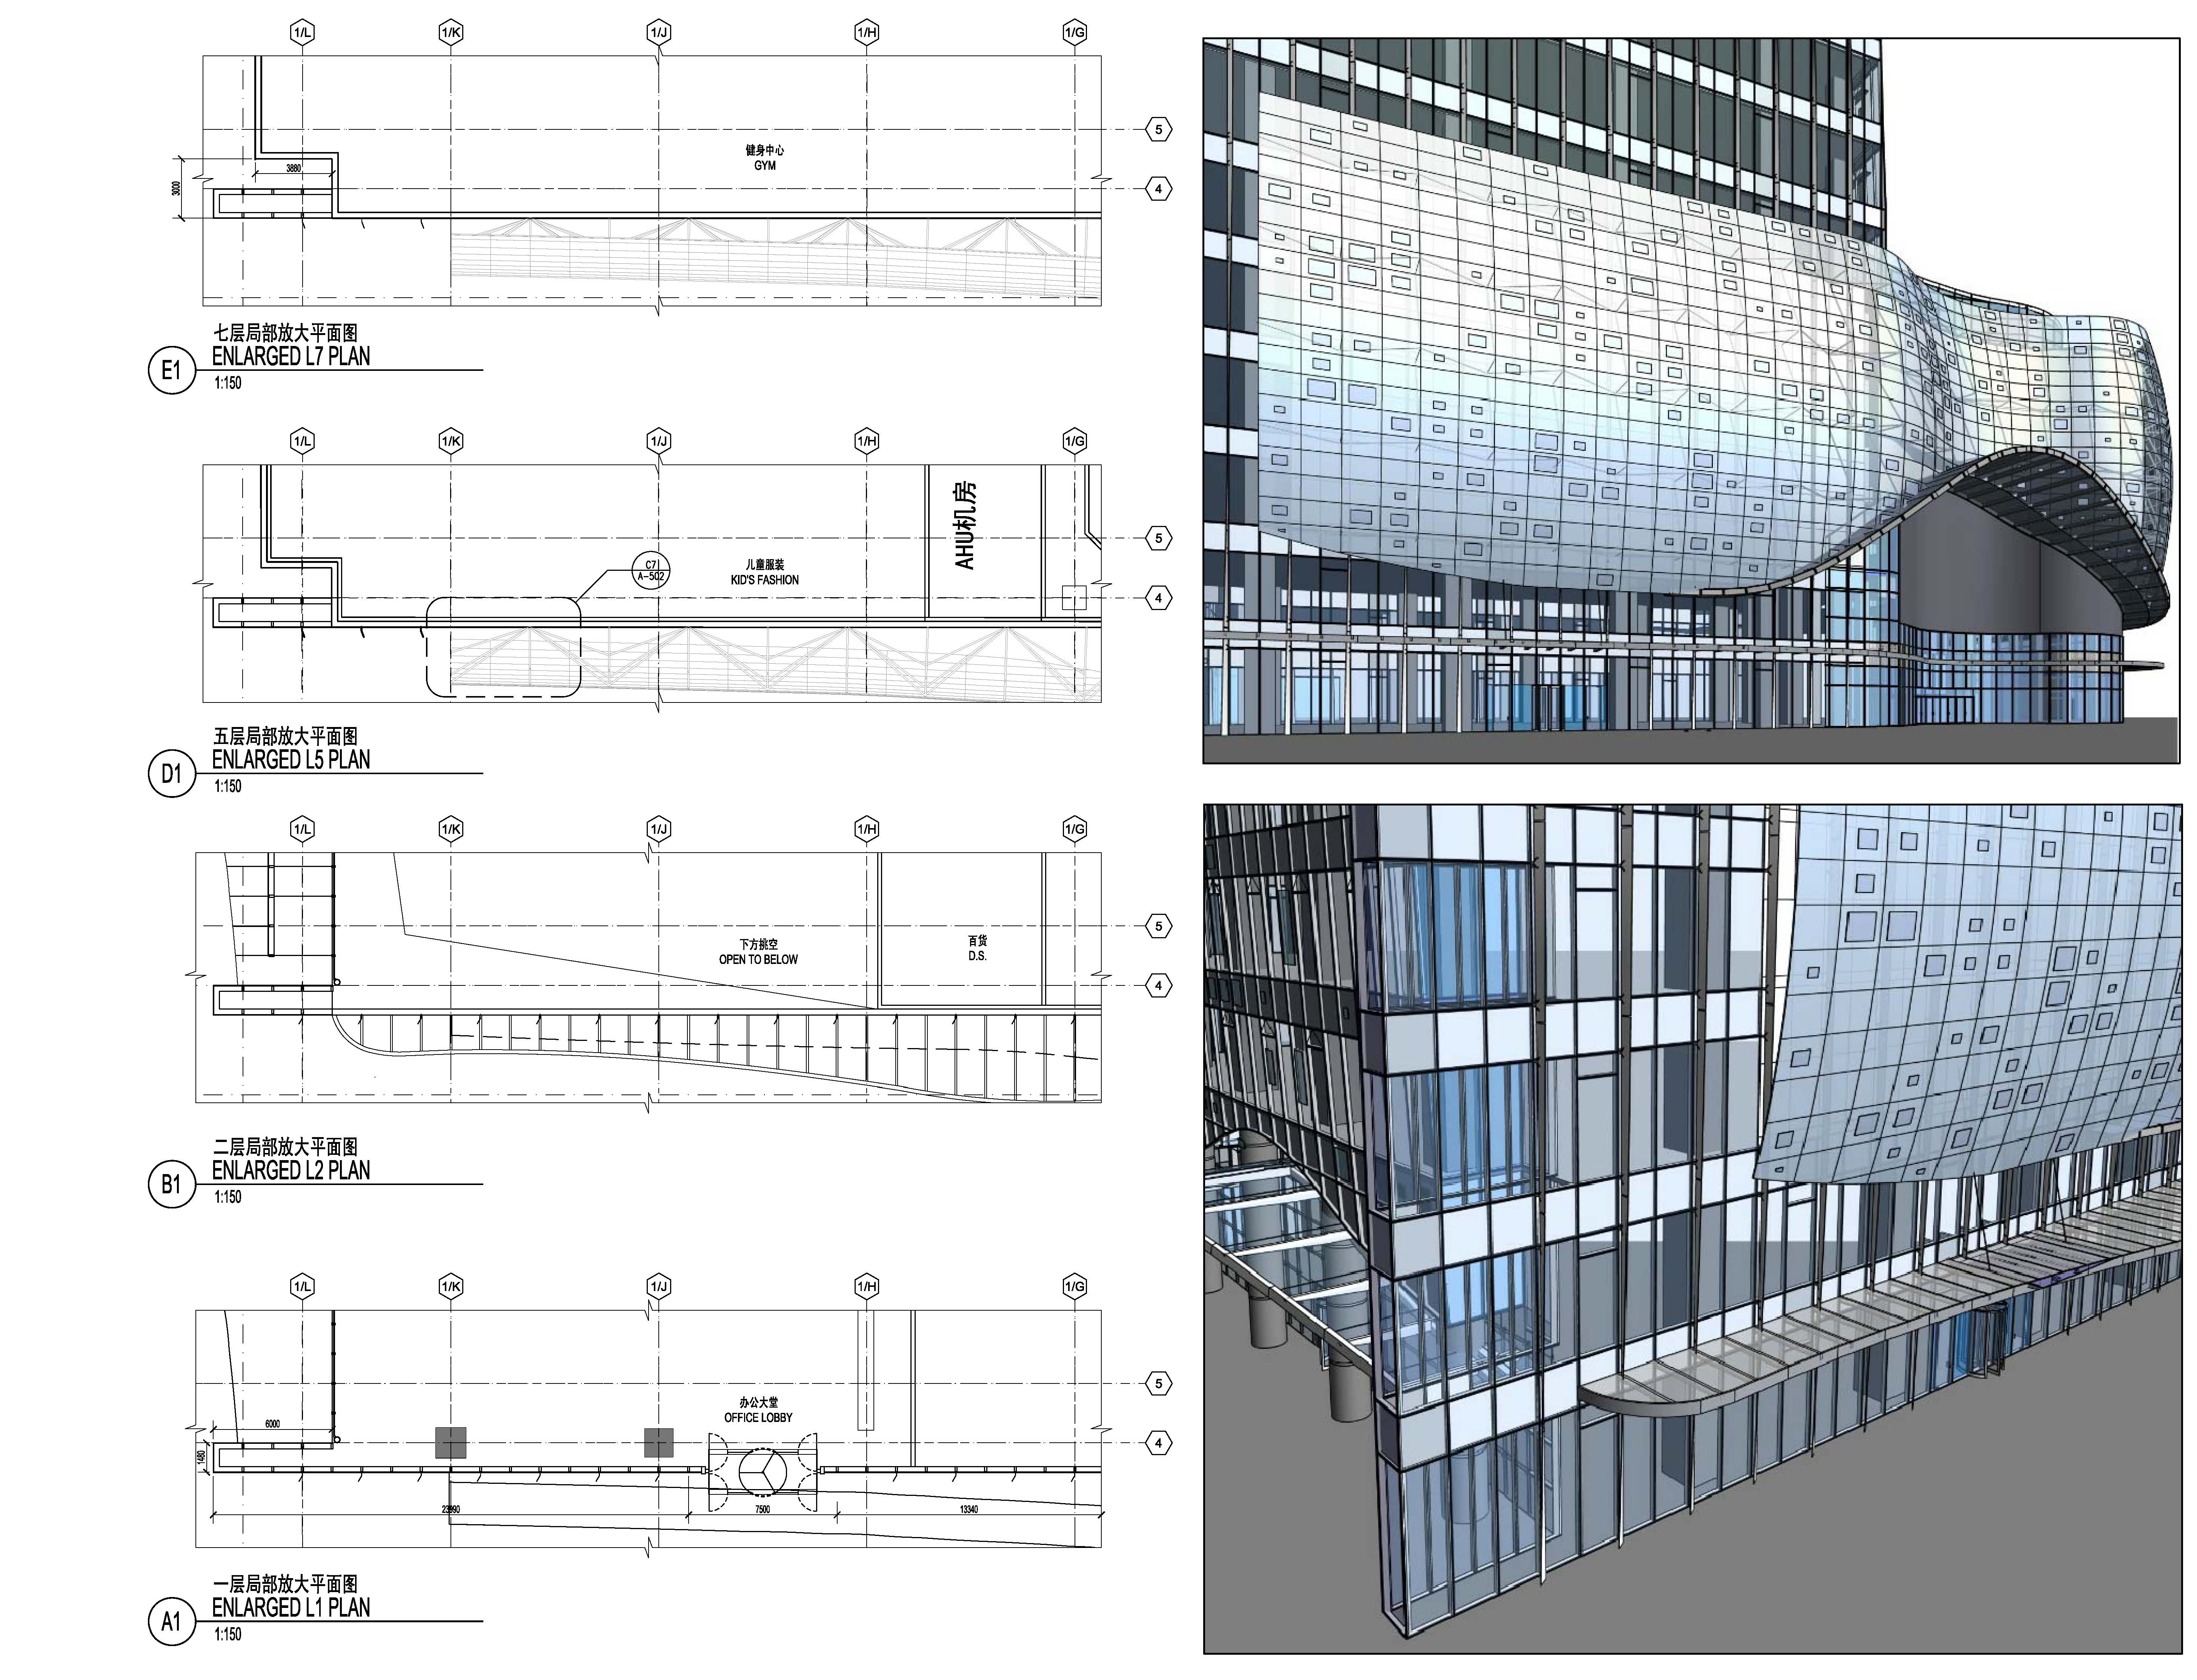 1/L 1/K 1/J 1/H 1/G
5
健身中心
GYM
3880
3000
4
七层局部放大平面图
E1 ENLARGED L7 PLAN
1:150
1/L 1/K 1/J 1/H 1/G
AHU机房
5
C7
A-502
儿童服装
KID'S FASHION
4
五层局部放大平面图
D1 ENLARGED L5 PLAN
1:150
1/L 1/K 1/J 1/H 1/G
5
下方挑空
OPEN TO BELOW
百货
D.S.
4
二层局部放大平面图
B1 ENLARGED L2 PLAN
1:150
1/L 1/K 1/J 1/H 1/G
5
办公大堂
OFFICE LOBBY
6000
4
1480
7500 13340
一层局部放大平面图
A1 ENLARGED L1 PLAN
1:150